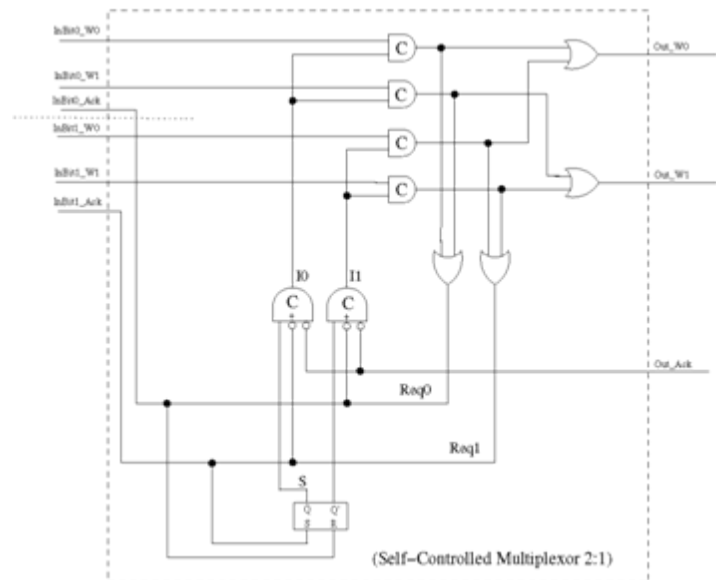 InBit0_W0
Out_W0
InBit0_W1
InBit0_Ack
InBit1_W0
InBit1_W1
Out_W1
InBit1_Ack
C
C
C
C
I0
I1
C
+
C
+
Out_Ack
Req0
Req1
S
Q
Q'
S
R
(Self-Controlled Multiplexor 2:1)